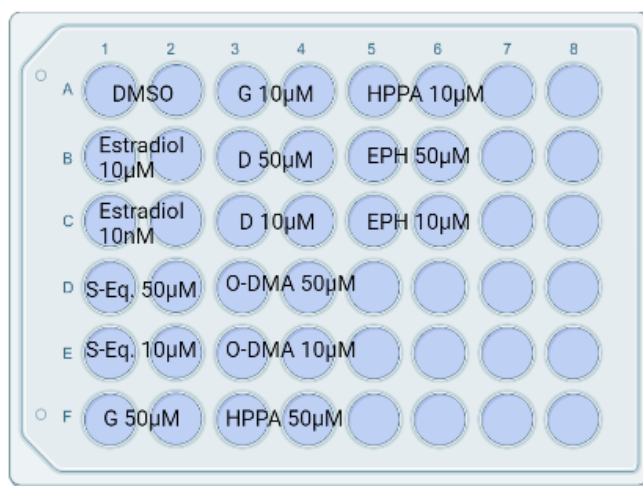 1 2 3 4 5 6 7 8
A DMSO G 10µM HPPA 10µM
B Estradiol 10µM D 50µM EPH 50µM
C Estradiol 10nM D 10µM EPH 10µM
D S-Eq. 50µM O-DMA 50µM
E S-Eq. 10µM O-DMA 10µM
F G 50µM HPPA 50µM